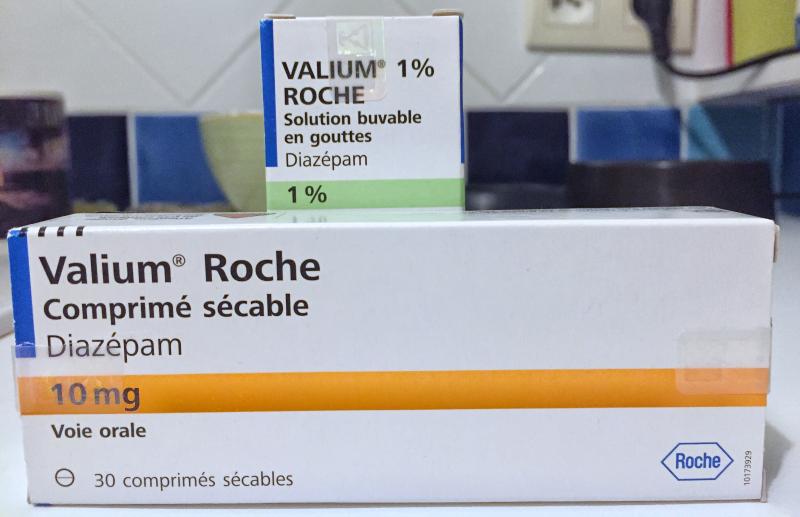 VALIUM® 1%
ROCHE
Solution buvable
en gouttes
Diazépam
1 %
Valium® Roche
Comprimé sécable
Diazépam
10 mg
Voie orale
30 comprimés sécables
Roche
10173929